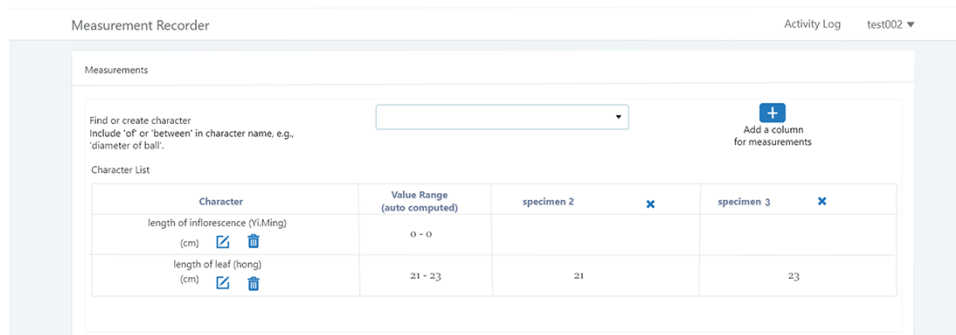 Measurement Recorder
Activity Log
test002
Measurements
Find or create character
Include 'of' or 'between' in character name, e.g.,
'diameter of ball'.
Add a column
for measurements
Character List
Character
Value Range
(auto computed)
specimen 2
specimen 3
length of inflorescence (Yi.Ming)
(cm)
0 - 0
length of leaf (hong)
(cm)
21 - 23
21
23